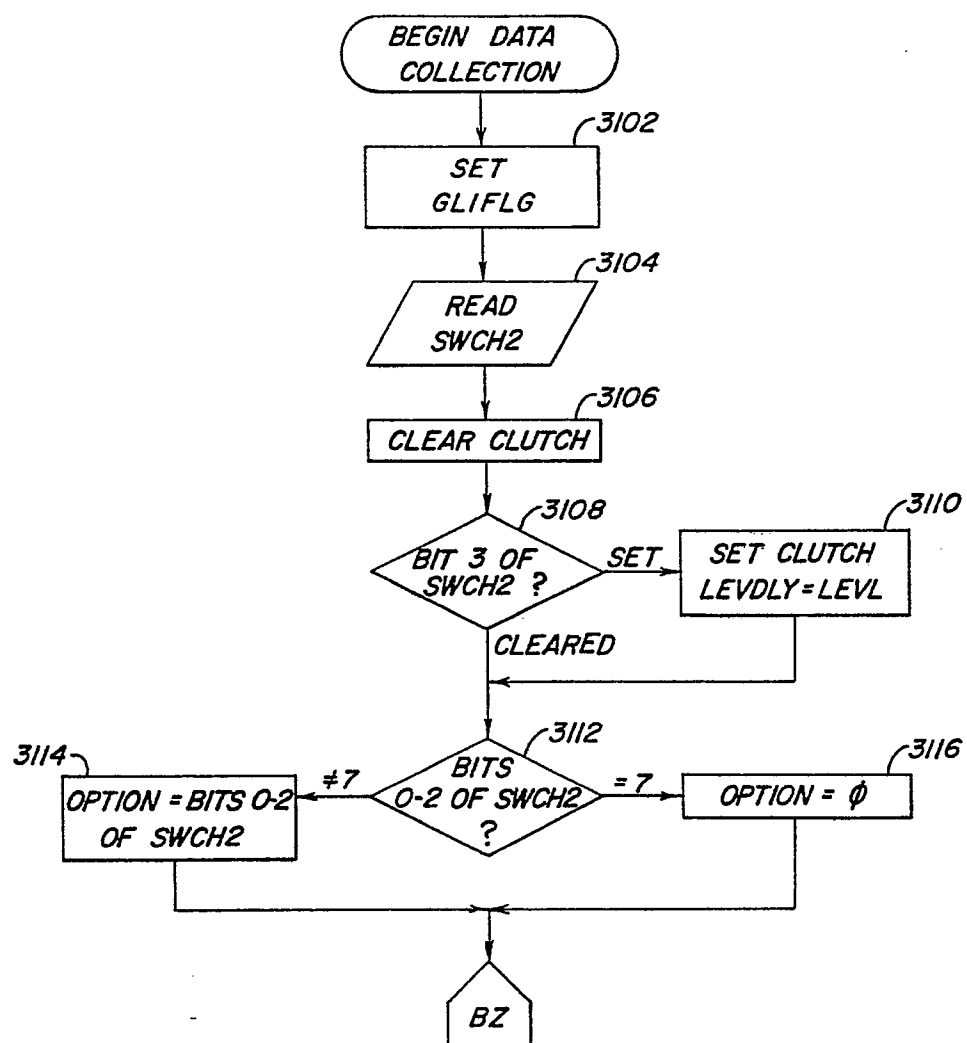 BEGIN DATA
COLLECTION
3102
SET
GLIFLG
3104
READ
SWCH2
3106
CLEAR CLUTCH
3108
BIT 3 OF
SWCH2 ?
SET
3110
SET CLUTCH
LEVDLY = LEVL
CLEARED
3112
BITS
0-2 OF SWCH2
?
3114
≠7
OPTION = BITS 0-2
OF SWCH2
= 7
3116
OPTION = ϕ
BZ